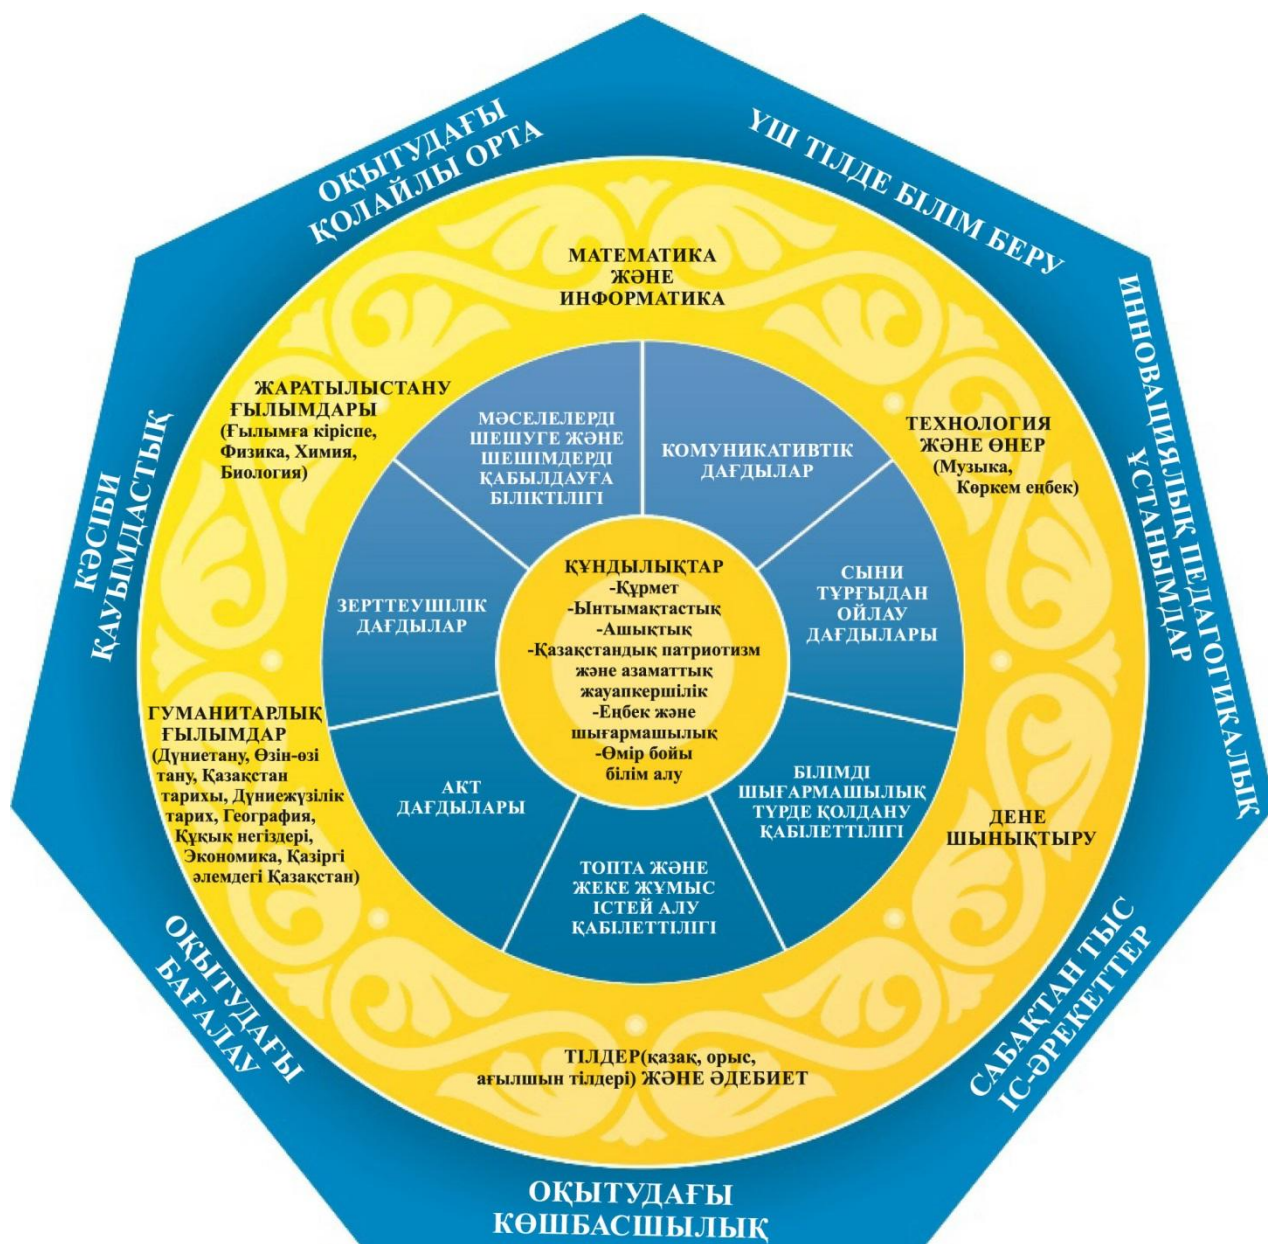 ОҚЫТУДАҒЫ
ҚОЛАЙЛЫ ОРТА
ҮШ ТІЛДЕ БІЛІМ БЕРУ
ИННОВАЦИЯЛЫҚ ПЕДАГОГИКАЛЫҚ
ҰСТАНЫМДАР
САБАҚТАН ТЫС
ІС-ӘРЕКЕТТЕР
ОҚЫТУДАҒЫ
КӨШБАСШЫЛЫҚ
ОҚЫТУДАҒЫ
БАҒАЛАУ
КӘСІБИ
ҚАУЫМДАСТЫҚ
МАТЕМАТИКА
ЖӘНЕ
ИНФОРМАТИКА
ТЕХНОЛОГИЯ
ЖӘНЕ ӨНЕР
(Музыка,
Көркем еңбек)
ДЕНЕ
ШЫНЫҚТЫРУ
ТІЛДЕР(қазақ, орыс,
ағылшын тілдері) ЖӘНЕ ӘДЕБИЕТ
ГУМАНИТАРЛЫҚ
ҒЫЛЫМДАР
(Дүниетану, Өзін-өзі
тану, Қазақстан
тарихы, Дүниежүзілік
тарих, География,
Құқық негіздері,
Экономика, Қазіргі
әлемдегі Қазақстан)
ЖАРАТЫЛЫСТАНУ
ҒЫЛЫМДАРЫ
(Ғылымға кіріспе,
Физика, Химия,
Биология)
МӘСЕЛЕЛЕРДІ
ШЕШУГЕ ЖӘНЕ
ШЕШІМДЕРДІ
ҚАБЫЛДАУҒА
БІЛІКТІЛІГІ
КОМУНИКАТИВТІК
ДАҒДЫЛАР
СЫНИ
ТҰРҒЫДАН
ОЙЛАУ
ДАҒДЫЛАРЫ
БІЛІМДІ
ШЫҒАРМАШЫЛЫҚ
ТҮРДЕ ҚОЛДАНУ
ҚАБІЛЕТТІЛІГІ
ТОПТА ЖӘНЕ
ЖЕКЕ ЖҰМЫС
ІСТЕЙ АЛУ
ҚАБІЛЕТТІЛІГІ
АКТ
ДАҒДЫЛАРЫ
ЗЕРТТЕУШІЛІК
ДАҒДЫЛАР
ҚҰНДЫЛЫҚТАР
-Құрмет
-Ынтымақтастық
-Ашықтық
-Қазақстандық патриотизм
және азаматтық
жауапкершілік
-Еңбек және
шығармашылық
-Өмір бойы
білім алу